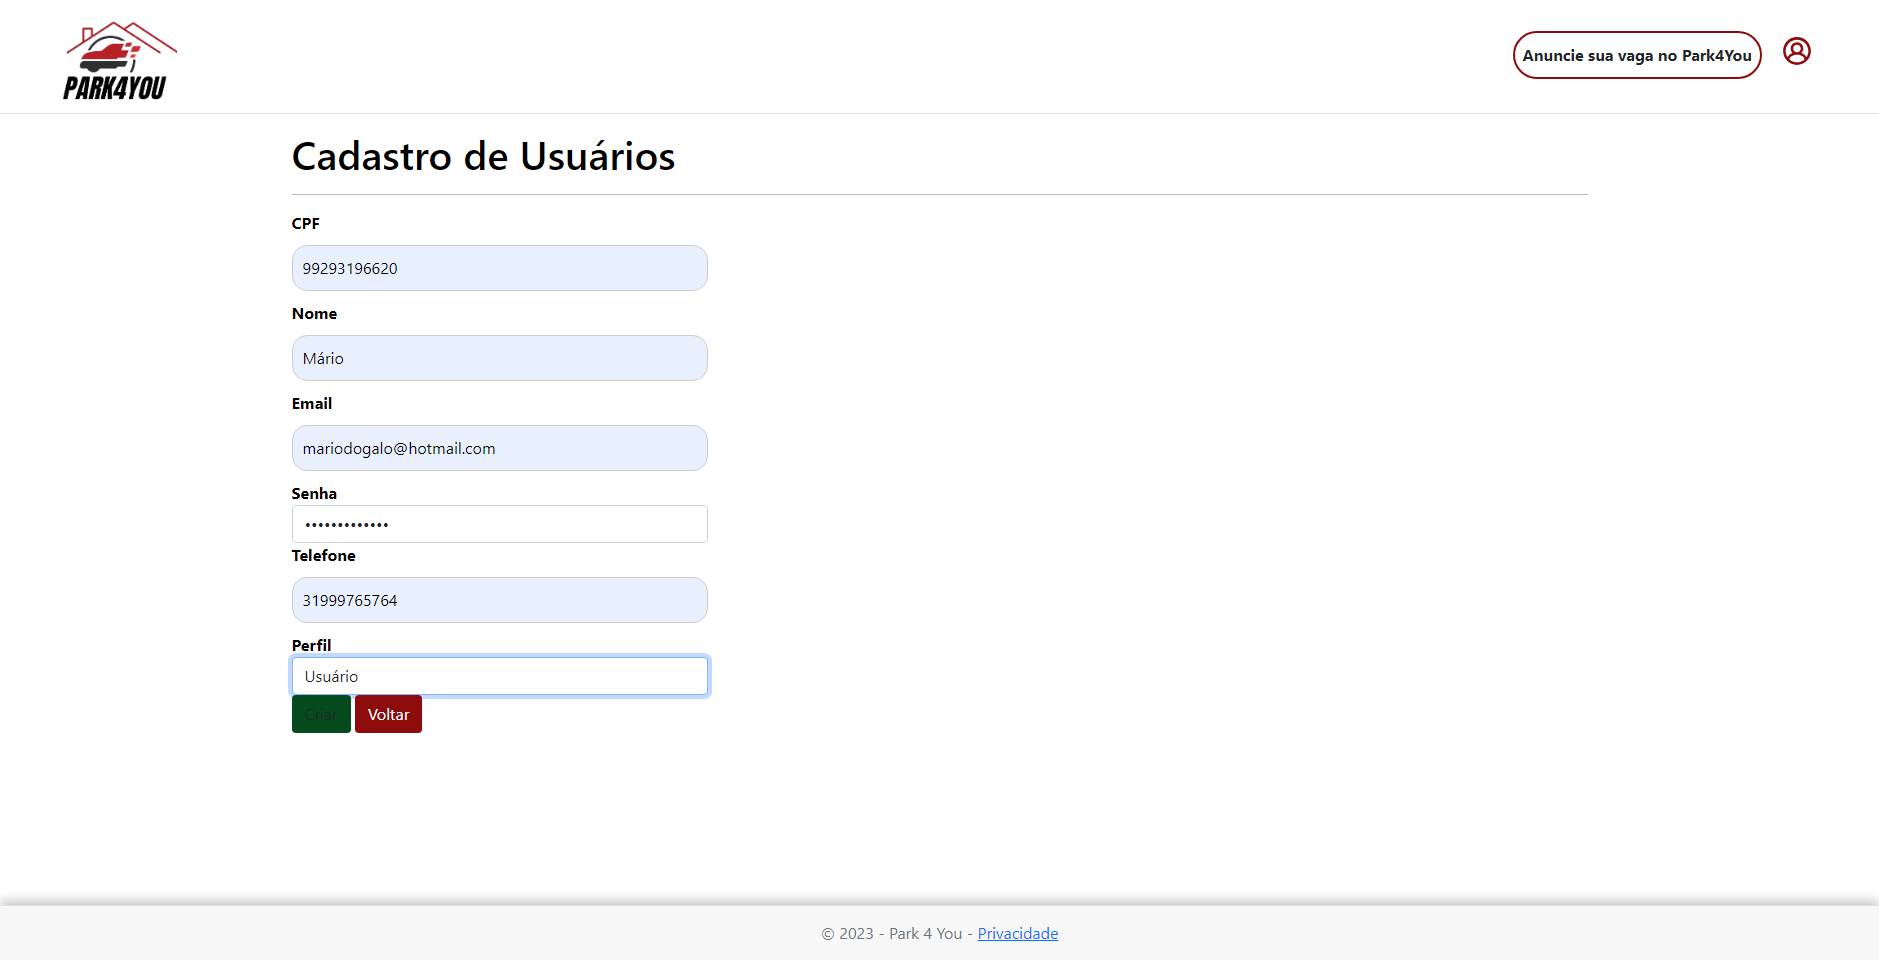 PARK4YOU
Anuncie sua vaga no Park4You
Cadastro de Usuários
CPF
99293196620
Nome
Mário
Email
mariodogalo@hotmail.com
Senha
•••••••••••••
Telefone
31999765764
Perfil
Usuário
Criar Voltar
© 2023 - Park 4 You - Privacidade